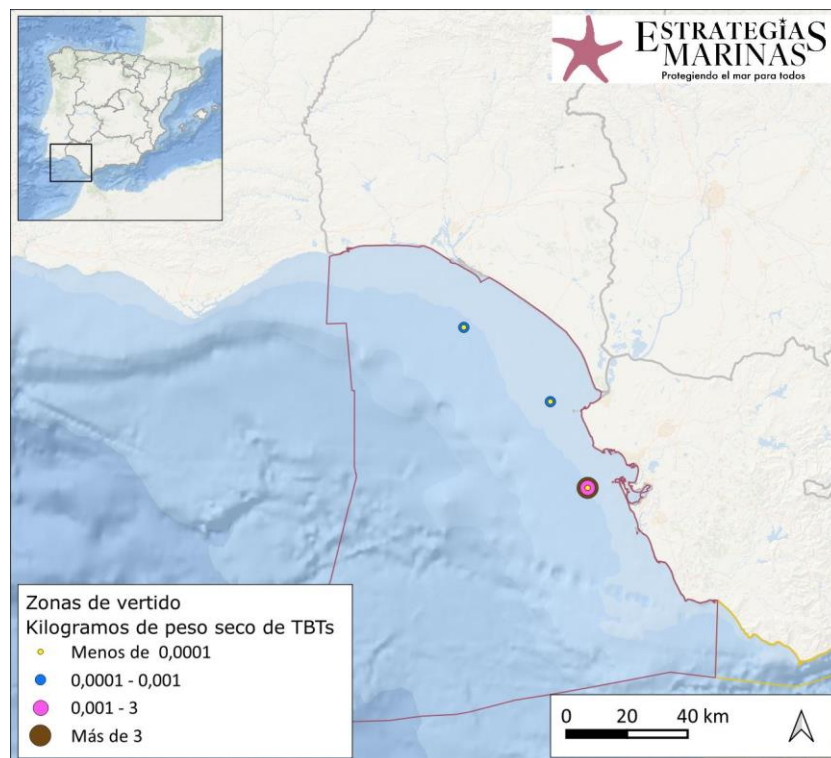 ESTRATEGIAS
MARINAS
Protegiendo el mar para todos
Zonas de vertido
Kilogramos de peso seco de TBTs
Menos de 0,0001
0,0001 - 0,001
0,001 - 3
Más de 3
0 20 40 km